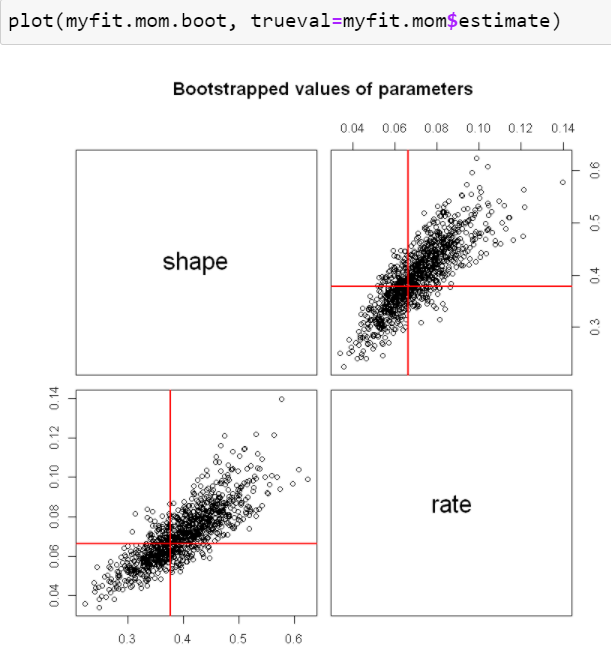 plot(myfit.mom.boot, trueval=myfit.mom$estimate)
Bootstrapped values of parameters
0.04 0.06 0.08 0.10 0.12 0.14
shape
0.3 0.4 0.5 0.6
0.04 0.06 0.08 0.10 0.12 0.14
rate
0.3 0.4 0.5 0.6